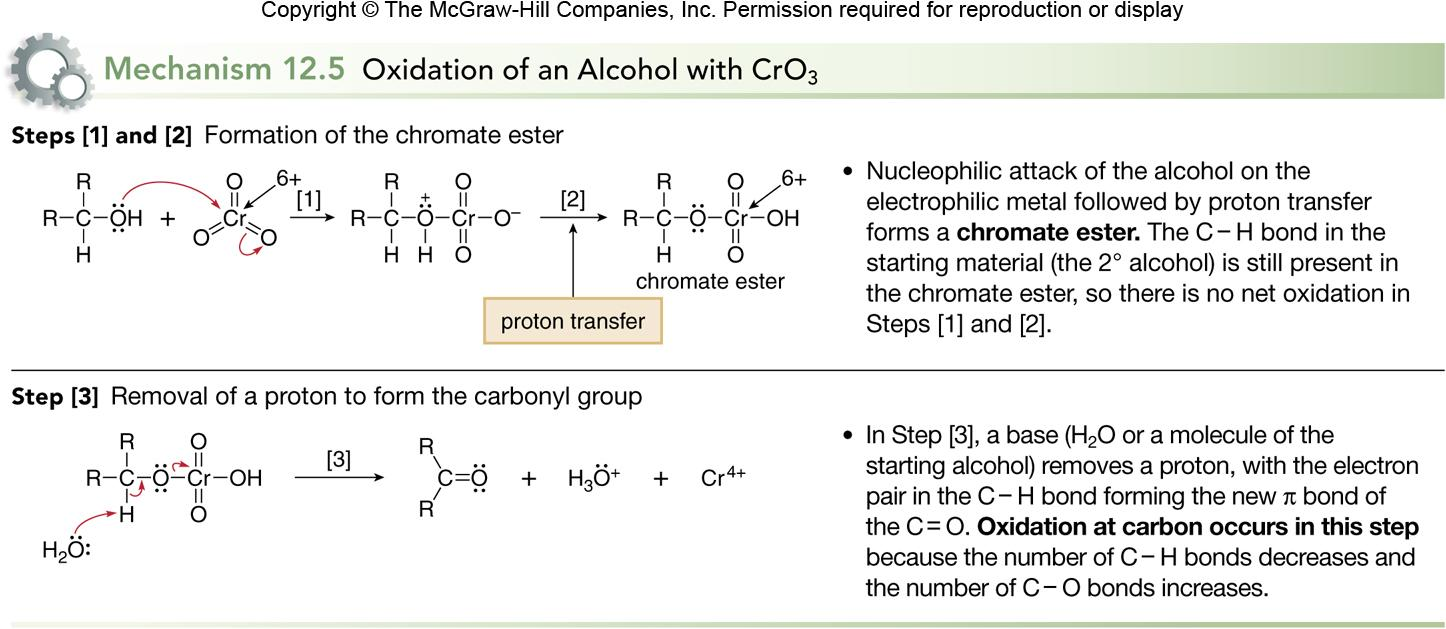 Copyright © The McGraw-Hill Companies, Inc. Permission required for reproduction or display
Mechanism 12.5 Oxidation of an Alcohol with CrO₃
Steps [1] and [2] Formation of the chromate ester
R
R–C–ÖH + O=Cr(=O)=O 6+ [1]
H
R
R–C–Ö⁺–Cr–O⁻ [2]
H H O
R O 6+
R–C–Ö–Cr–OH
H O
chromate ester
proton transfer
• Nucleophilic attack of the alcohol on the
electrophilic metal followed by proton transfer
forms a chromate ester. The C–H bond in the
starting material (the 2° alcohol) is still present in
the chromate ester, so there is no net oxidation in
Steps [1] and [2].
Step [3] Removal of a proton to form the carbonyl group
R O
R–C–Ö–Cr–OH [3]
H O
H₂Ö:
R
C=Ö + H₃Ö⁺ + Cr⁴⁺
R
• In Step [3], a base (H₂O or a molecule of the
starting alcohol) removes a proton, with the electron
pair in the C–H bond forming the new π bond of
the C=O. Oxidation at carbon occurs in this step
because the number of C–H bonds decreases and
the number of C–O bonds increases.